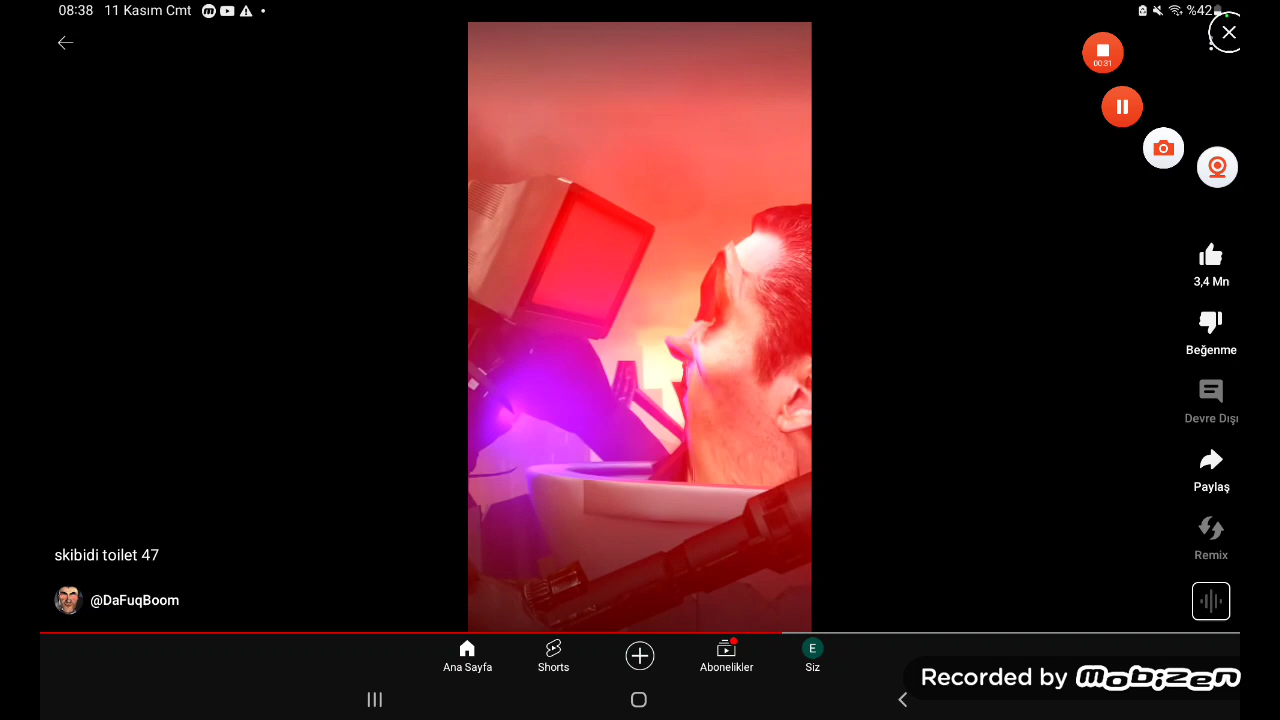 08:38 11 Kasım Cmt
%42
00:31
3,4 Mn
Beğenme
Devre Dışı
Paylaş
Remix
skibidi toilet 47
@DaFuqBoom
Ana Sayfa
Shorts
Abonelikler
E
Siz
Recorded by mobizen